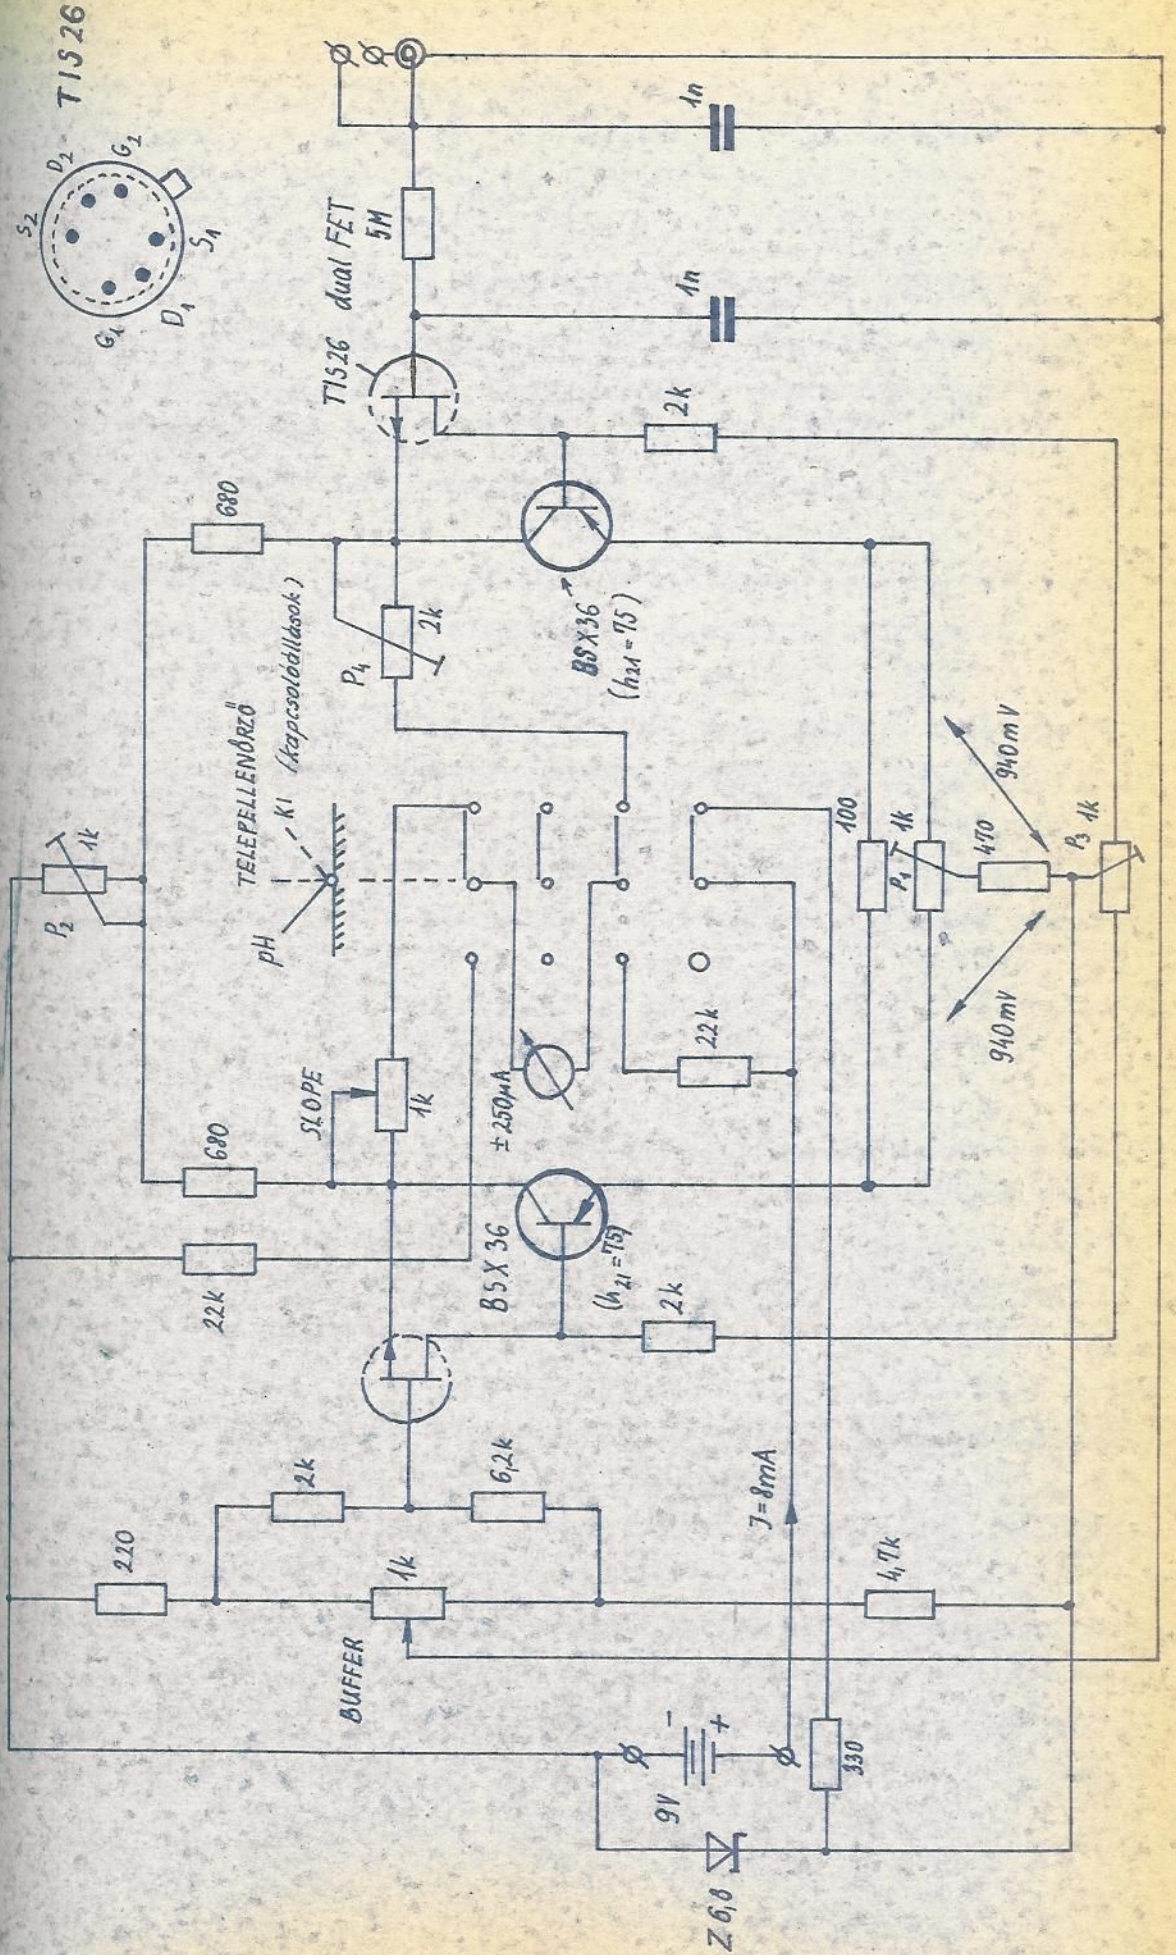 TIS26
S₂
D₂
G₂
G₁
D₁
S₁
TIS26 dual FET
5M
1n
1n
680
2k
P₄
2k
BSX36
(h₂₁=75)
TELEPELLENŐRZŐ
KI (kapcsolóállások)
pH
P₂
1k
100
P₁
1k
470
940mV
P₃
1k
940mV
SLOPE
1k
±250µA
22k
680
22k
BSX36
(h₂₁=75)
2k
2k
6,2k
220
1k
BUFFER
J=8mA
4,7k
9V
-
+
330
Z6,8